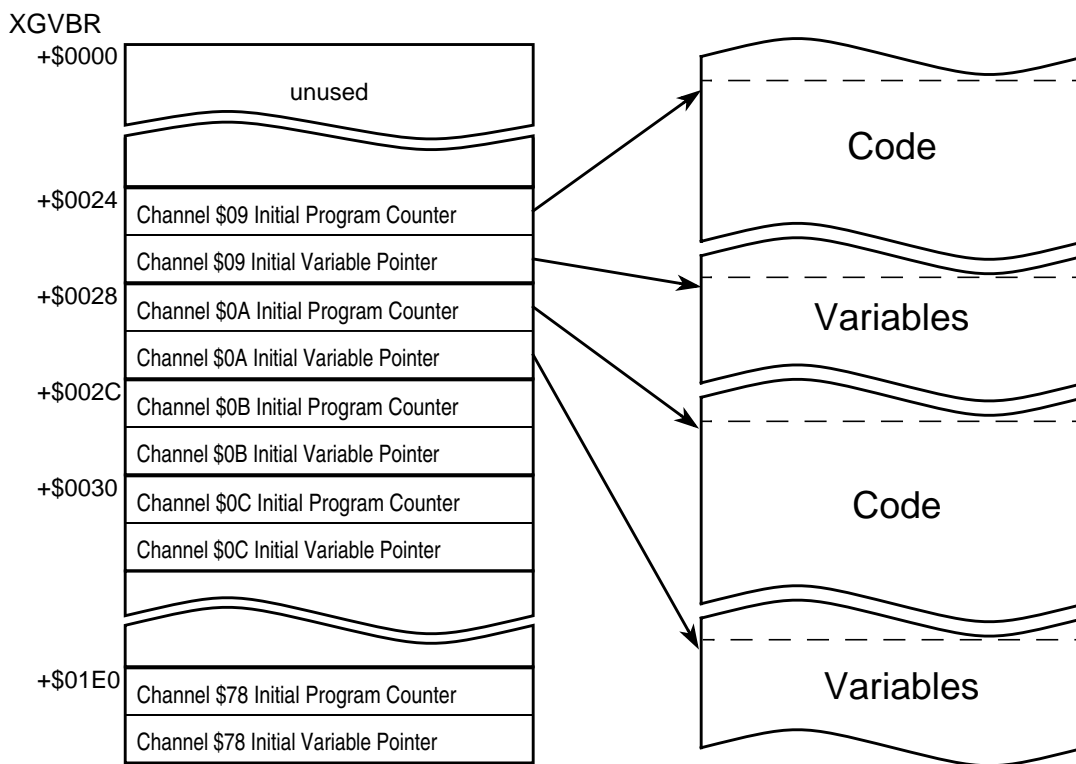 XGVBR
+$0000
unused
+$0024
Channel $09 Initial Program Counter
Channel $09 Initial Variable Pointer
+$0028
Channel $0A Initial Program Counter
Channel $0A Initial Variable Pointer
+$002C
Channel $0B Initial Program Counter
Channel $0B Initial Variable Pointer
+$0030
Channel $0C Initial Program Counter
Channel $0C Initial Variable Pointer
+$01E0
Channel $78 Initial Program Counter
Channel $78 Initial Variable Pointer
Code
Variables
Code
Variables